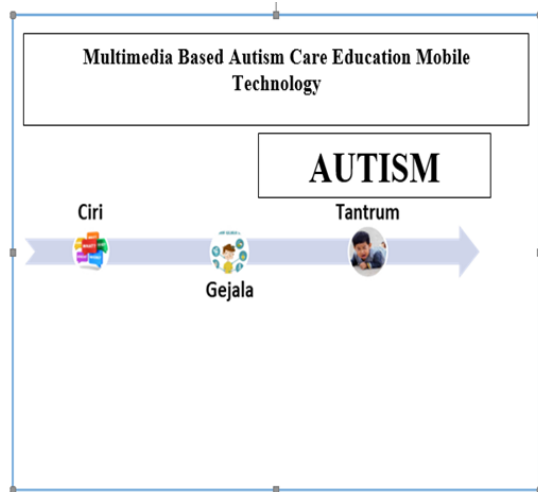 Multimedia Based Autism Care Education Mobile
Technology
AUTISM
Ciri
Tantrum
Gejala